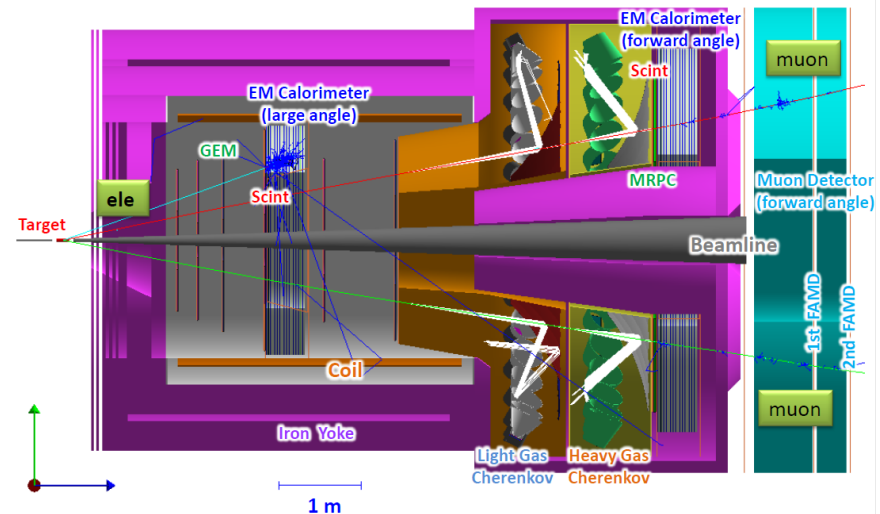 EM Calorimeter
(forward angle)
muon
Scint
EM Calorimeter
(large angle)
GEM
MRPC
Muon Detector
(forward angle)
ele
Scint
Target
Beamline
1st-FAMD
2nd-FAMD
Coil
muon
Iron Yoke
Light Gas
Cherenkov
Heavy Gas
Cherenkov
1 m